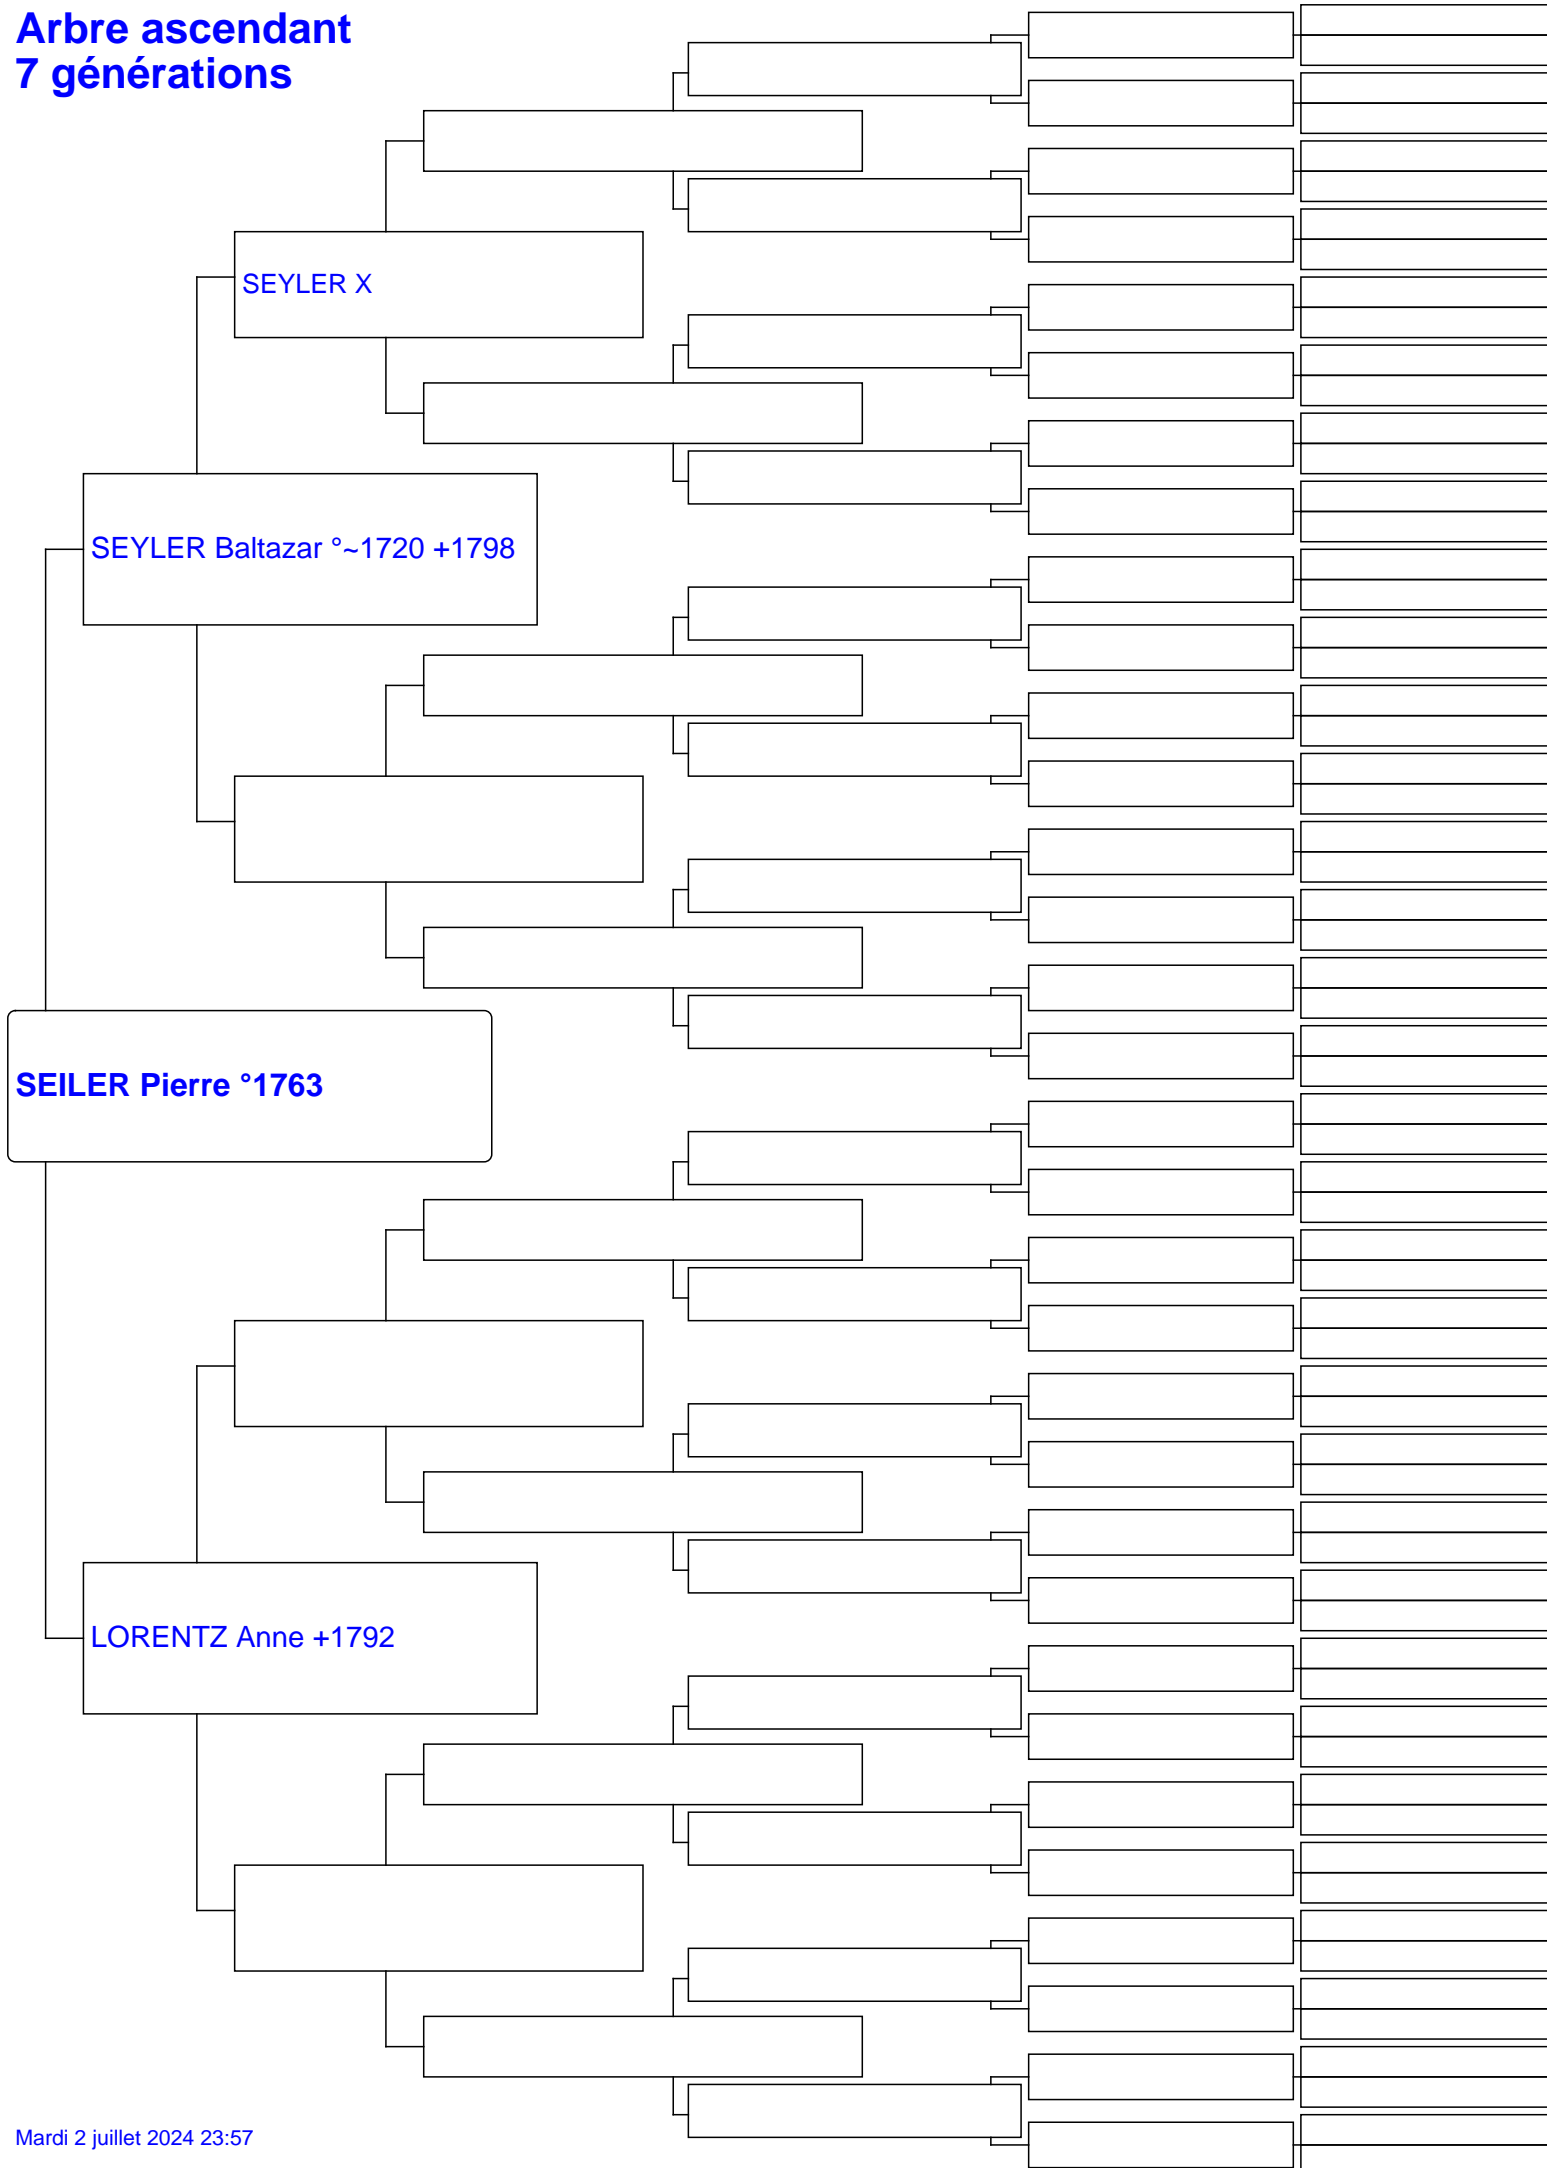 Arbre ascendant
7 générations
SEYLER X
SEYLER Baltazar °~1720 +1798
SEILER Pierre °1763
LORENTZ Anne +1792
Mardi 2 juillet 2024 23:57